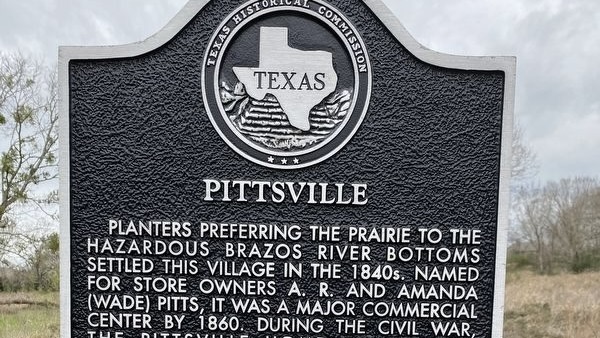 TEXAS HISTORICAL COMMISSION
TEXAS
PITTSVILLE
PLANTERS PREFERRING THE PRAIRIE TO THE
HAZARDOUS BRAZOS RIVER BOTTOMS
SETTLED THIS VILLAGE IN THE 1840s. NAMED
FOR STORE OWNERS A. R. AND AMANDA
(WADE) PITTS, IT WAS A MAJOR COMMERCIAL
CENTER BY 1860. DURING THE CIVIL WAR,
THE PITTSVILLE